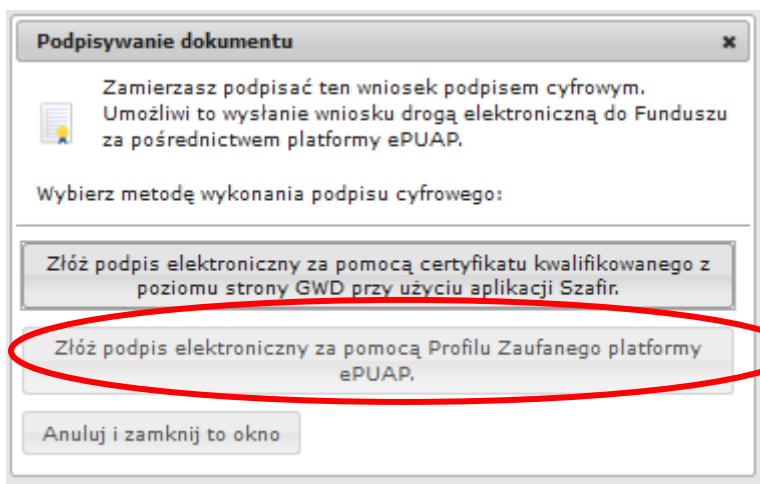 Podpisywanie dokumentu
Zamierzasz podpisać ten wniosek podpisem cyfrowym.
Umożliwi to wysłanie wniosku drogą elektroniczną do Funduszu
za pośrednictwem platformy ePUAP.
Wybierz metodę wykonania podpisu cyfrowego:
Złóż podpis elektroniczny za pomocą certyfikatu kwalifikowanego z
poziomu strony GWD przy użyciu aplikacji Szafir.
Złóż podpis elektroniczny za pomocą Profilu Zaufanego platformy
ePUAP.
Anuluj i zamknij to okno